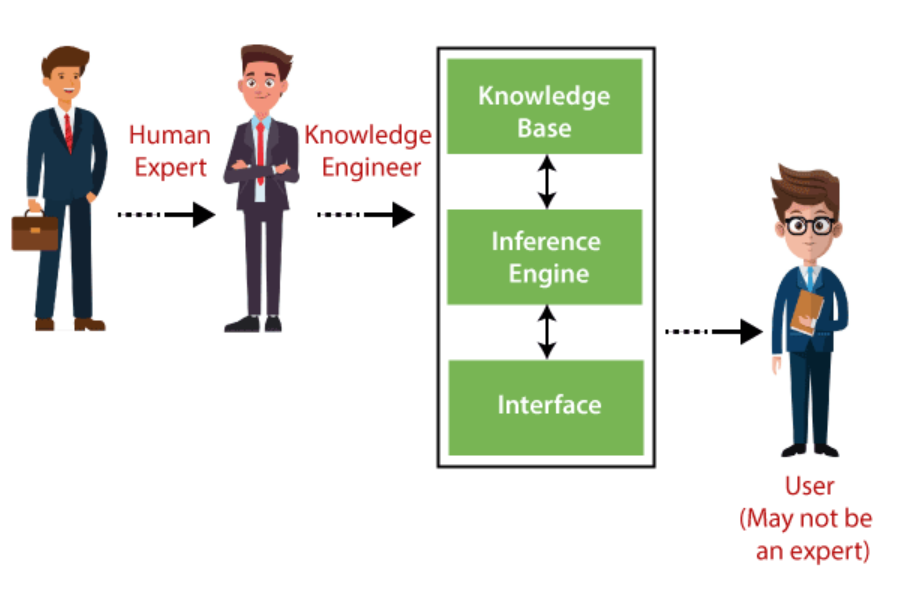 Human
Expert
Knowledge
Engineer
Knowledge
Base
Inference
Engine
Interface
User
(May not be
an expert)